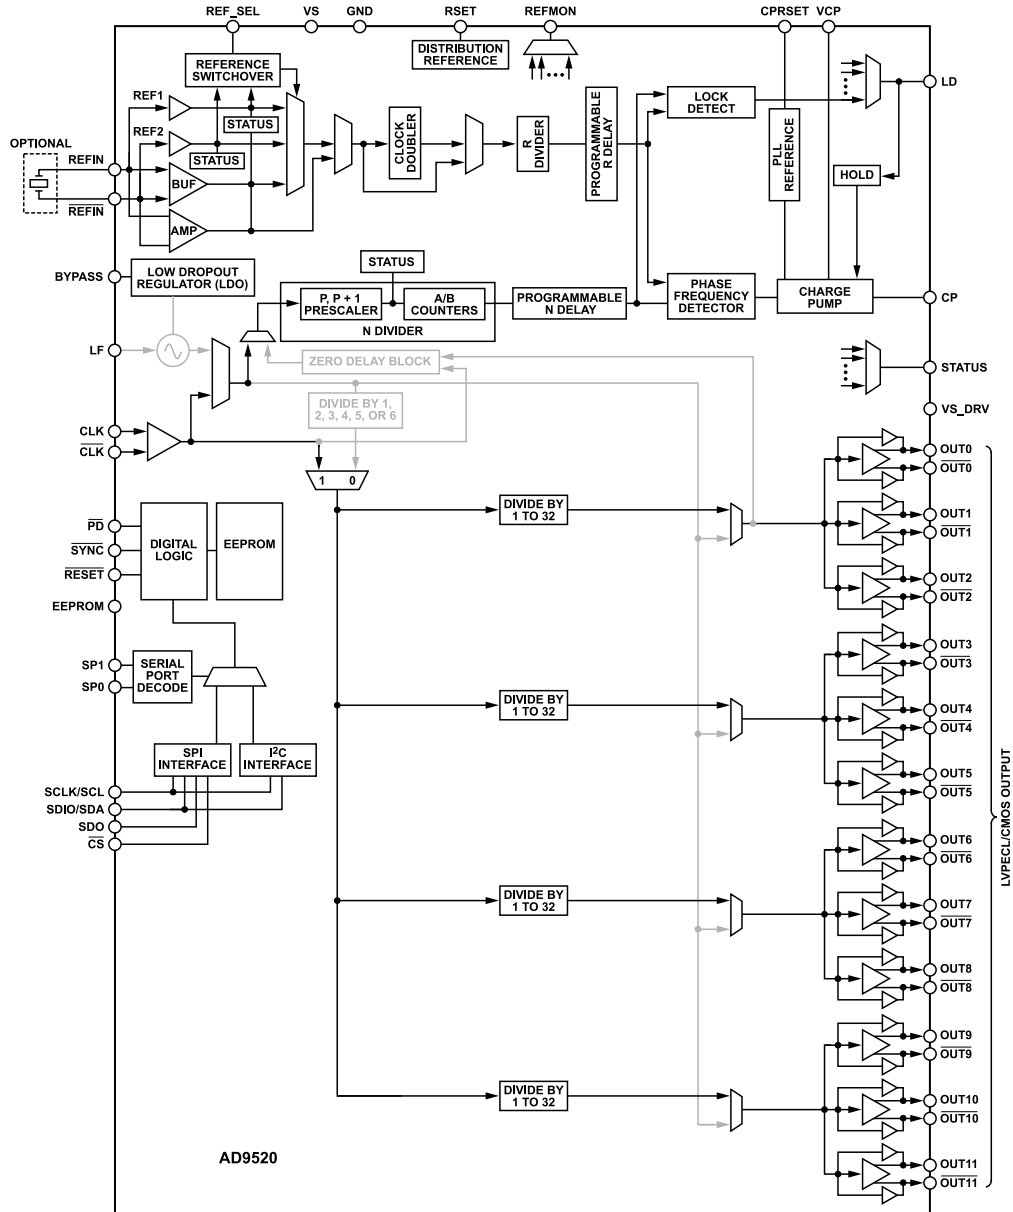 REF_SEL
VS
GND
RSET
REFMON
CPRSET
VCP
DISTRIBUTION
REFERENCE
REFERENCE
SWITCHOVER
LD
REF1
STATUS
REF2
STATUS
OPTIONAL
REFIN
REFIN
BUF
AMP
CLOCK
DOUBLER
R
DIVIDER
PROGRAMMABLE
R DELAY
LOCK
DETECT
PLL
REFERENCE
HOLD
BYPASS
LOW DROPOUT
REGULATOR (LDO)
STATUS
P, P + 1
PRESCALER
A/B
COUNTERS
N DIVIDER
PROGRAMMABLE
N DELAY
PHASE
FREQUENCY
DETECTOR
CHARGE
PUMP
CP
LF
ZERO DELAY BLOCK
STATUS
DIVIDE BY 1,
2, 3, 4, 5, OR 6
VS_DRV
CLK
CLK
1 0
OUT0
OUT0
DIVIDE BY
1 TO 32
OUT1
OUT1
PD
SYNC
RESET
DIGITAL
LOGIC
EEPROM
OUT2
OUT2
EEPROM
OUT3
OUT3
SP1
SP0
SERIAL
PORT
DECODE
DIVIDE BY
1 TO 32
OUT4
OUT4
SPI
INTERFACE
I2C
INTERFACE
OUT5
OUT5
SCLK/SCL
SDIO/SDA
SDO
CS
LVPECL/CMOS OUTPUT
OUT6
OUT6
DIVIDE BY
1 TO 32
OUT7
OUT7
OUT8
OUT8
OUT9
OUT9
DIVIDE BY
1 TO 32
OUT10
OUT10
AD9520
OUT11
OUT11